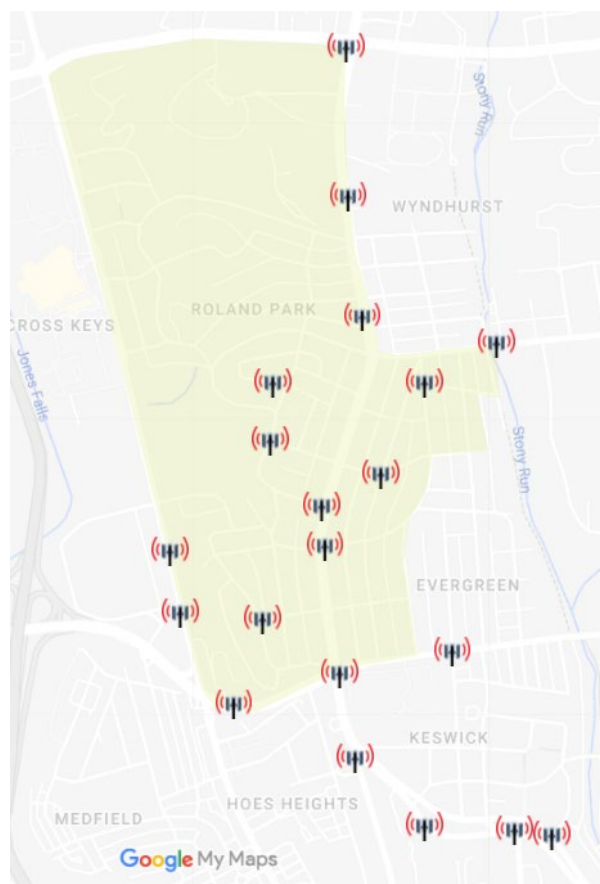 Stony Run
WYNDHURST
ROLAND PARK
CROSS KEYS
Jones Falls
Stony Run
EVERGREEN
KESWICK
HOES HEIGHTS
MEDFIELD
Google My Maps